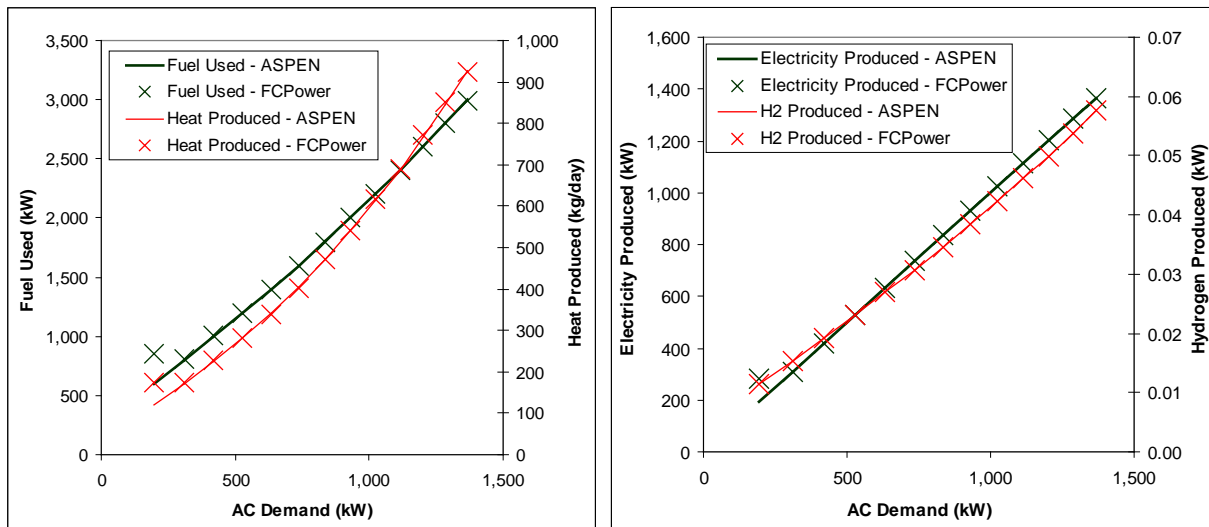 3,500
3,000
2,500
2,000
1,500
1,000
500
0
Fuel Used (kW)
Fuel Used - ASPEN
Fuel Used - FCPower
Heat Produced - ASPEN
Heat Produced - FCPower
1,000
900
800
700
600
500
400
300
200
100
0
Heat Produced (kg/day)
0 500 1,000 1,500
AC Demand (kW)
1,600
1,400
1,200
1,000
800
600
400
200
0
Electricity Produced (kW)
Electricity Produced - ASPEN
Electricity Produced - FCPower
H2 Produced - ASPEN
H2 Produced - FCPower
0.07
0.06
0.05
0.04
0.03
0.02
0.01
0.00
Hydrogen Produced (kW)
0 500 1,000 1,500
AC Demand (kW)